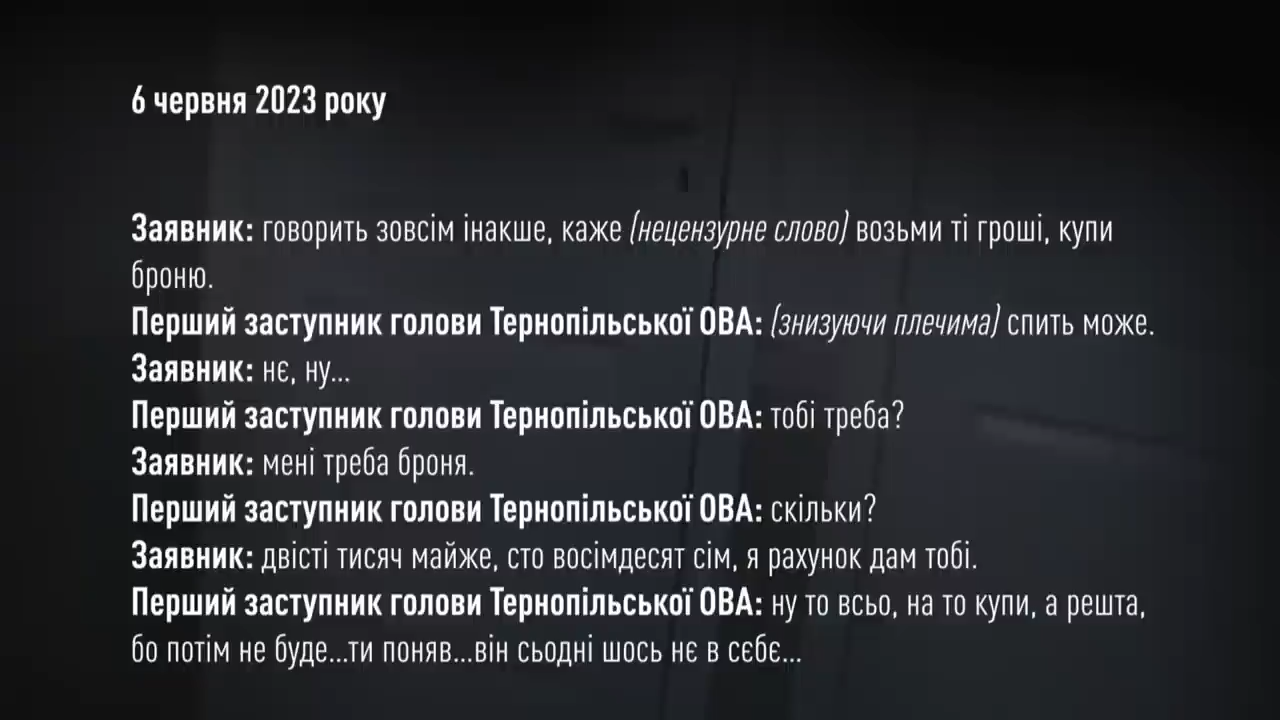 6 червня 2023 року
Заявник: говорить зовсім інакше, каже (нецензурне слово) возьми ті гроші, купи
броню.
Перший заступник голови Тернопільської ОВА: (знизуючи плечима) спить може.
Заявник: нє, ну...
Перший заступник голови Тернопільської ОВА: тобі треба?
Заявник: мені треба броня.
Перший заступник голови Тернопільської ОВА: скільки?
Заявник: двісті тисяч майже, сто восімдесят сім, я рахунок дам тобі.
Перший заступник голови Тернопільської ОВА: ну то всьо, на то купи, а решта,
бо потім не буде...ти поняв...він сьодні шось нє в сєбє...